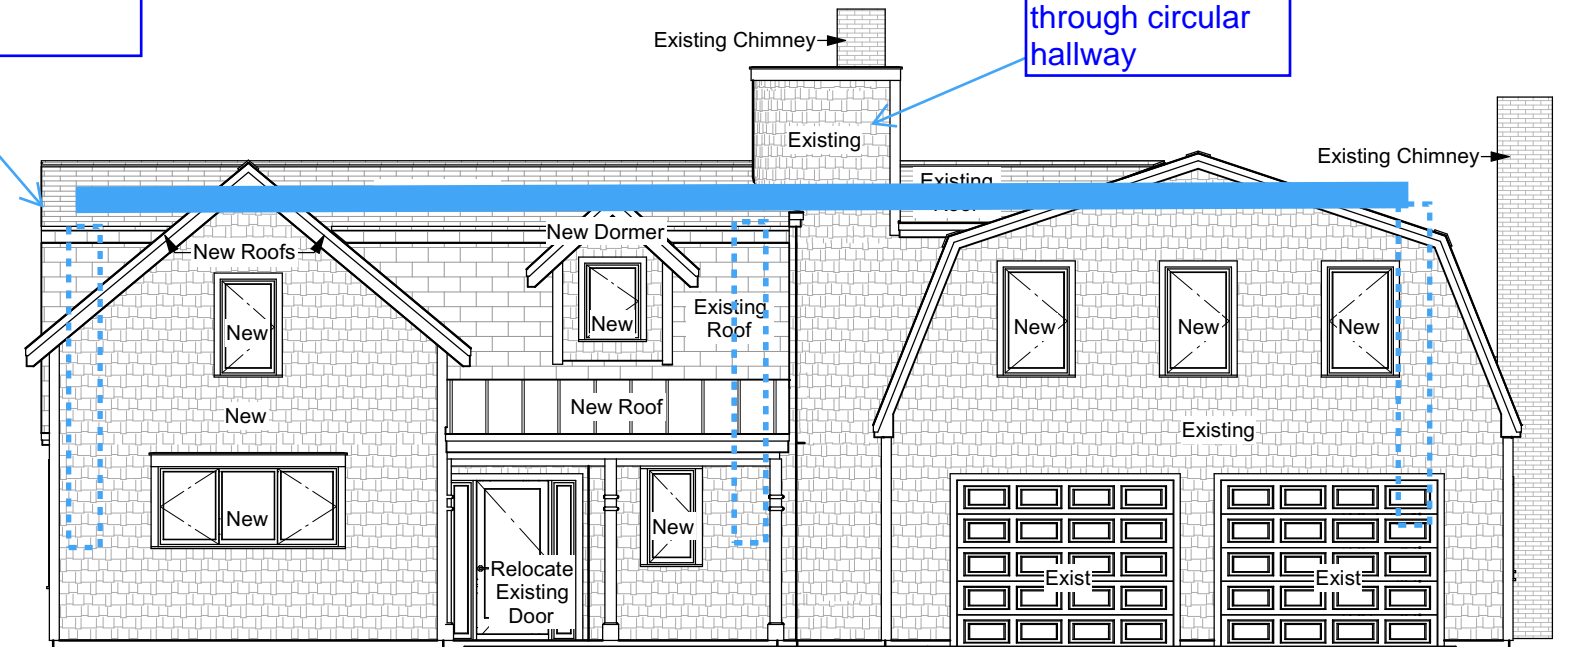 through circular
hallway
Existing Chimney
Existing
Existing Chimney
Existing
New Dormer
New Roofs
Existing
Roof
New
New
New
New
New
New Roof
New
Existing
New
New
Relocate
Existing
Door
Exist
Exist